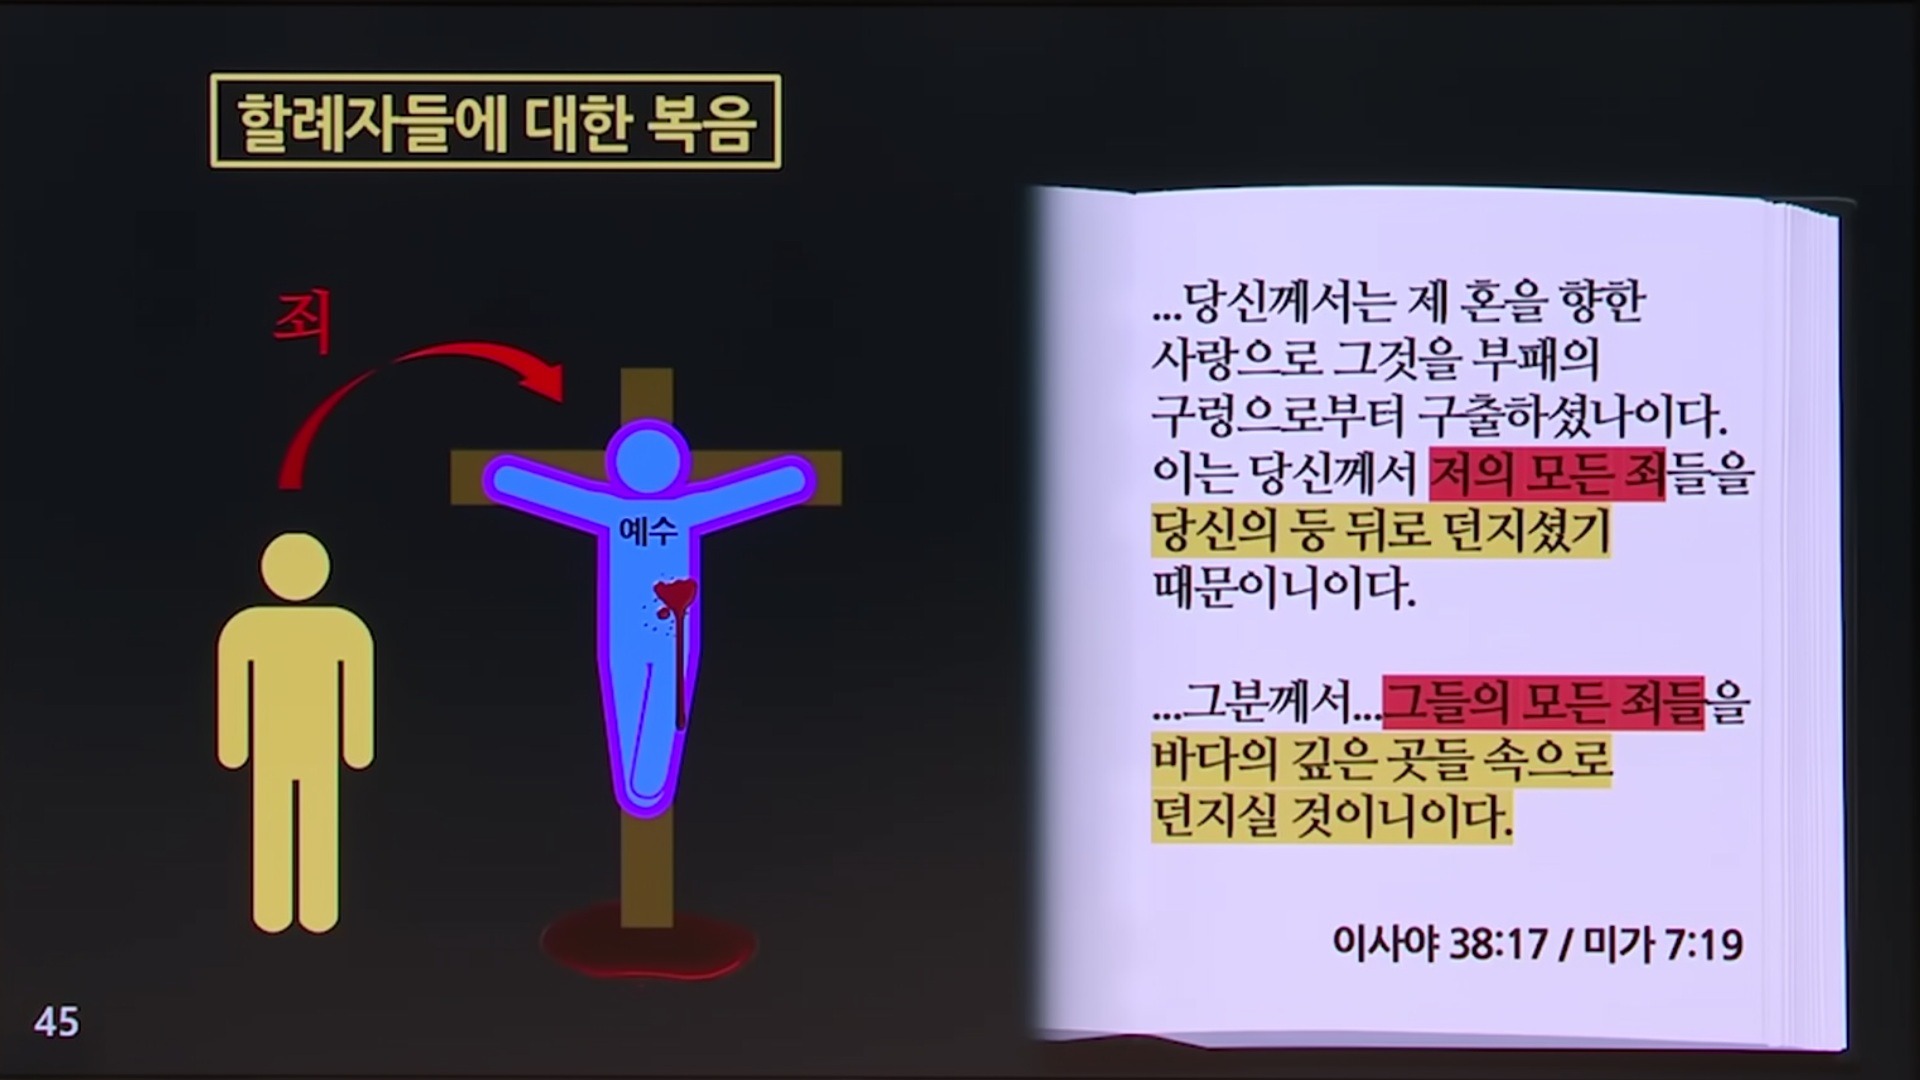 할례자들에 대한 복음
죄
예수
...당신께서는 제 혼을 향한
사랑으로 그것을 부패의
구렁으로부터 구출하셨나이다.
이는 당신께서 저의 모든 죄들을
당신의 등 뒤로 던지셨기
때문이니이다.
...그분께서...그들의 모든 죄들을
바다의 깊은 곳들 속으로
던지실 것이니이다.
이사야 38:17 / 미가 7:19
45